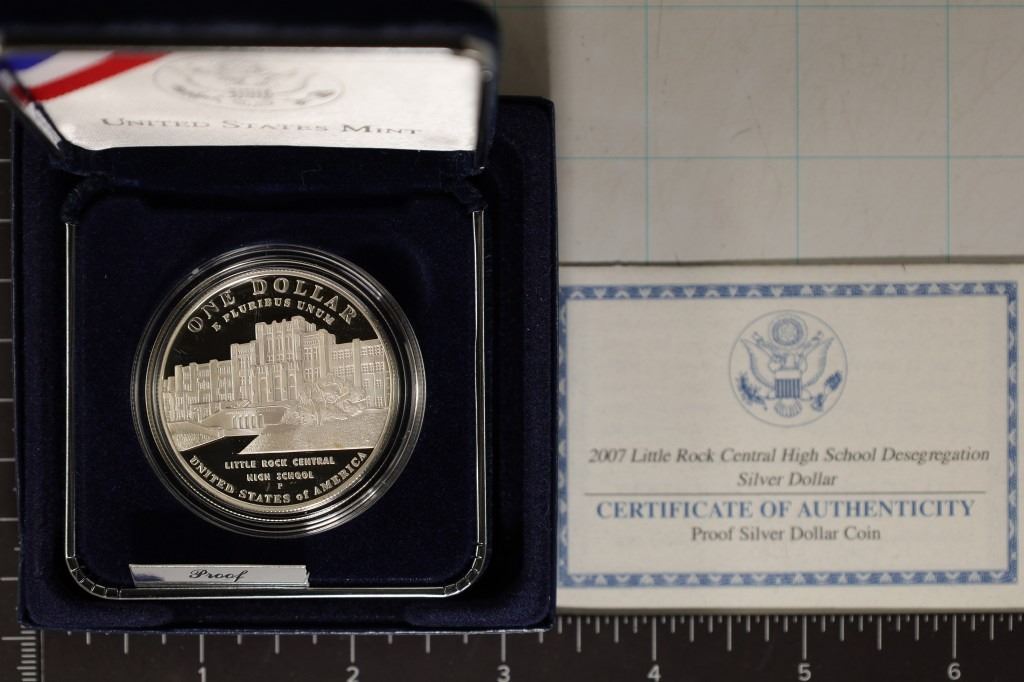 UNITED STATES MINT
ONE DOLLAR
E PLURIBUS UNUM
LITTLE ROCK CENTRAL
HIGH SCHOOL
P
UNITED STATES of AMERICA
Proof
2007 Little Rock Central High School Desegregation
Silver Dollar
CERTIFICATE OF AUTHENTICITY
Proof Silver Dollar Coin
1 2 3 4 5 6